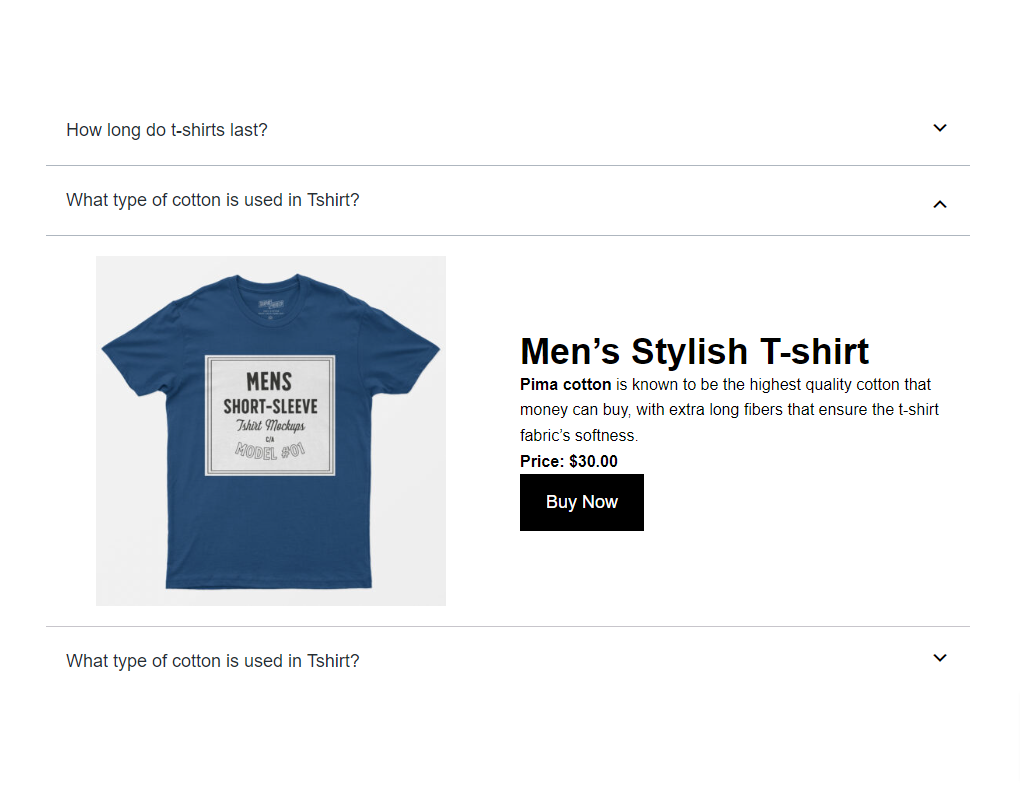 How long do t-shirts last?
What type of cotton is used in Tshirt?
MENS
SHORT-SLEEVE
Tshirt Mockups
C/A
MODEL #01
Men’s Stylish T-shirt
Pima cotton is known to be the highest quality cotton that
money can buy, with extra long fibers that ensure the t-shirt
fabric’s softness.
Price: $30.00
Buy Now
What type of cotton is used in Tshirt?